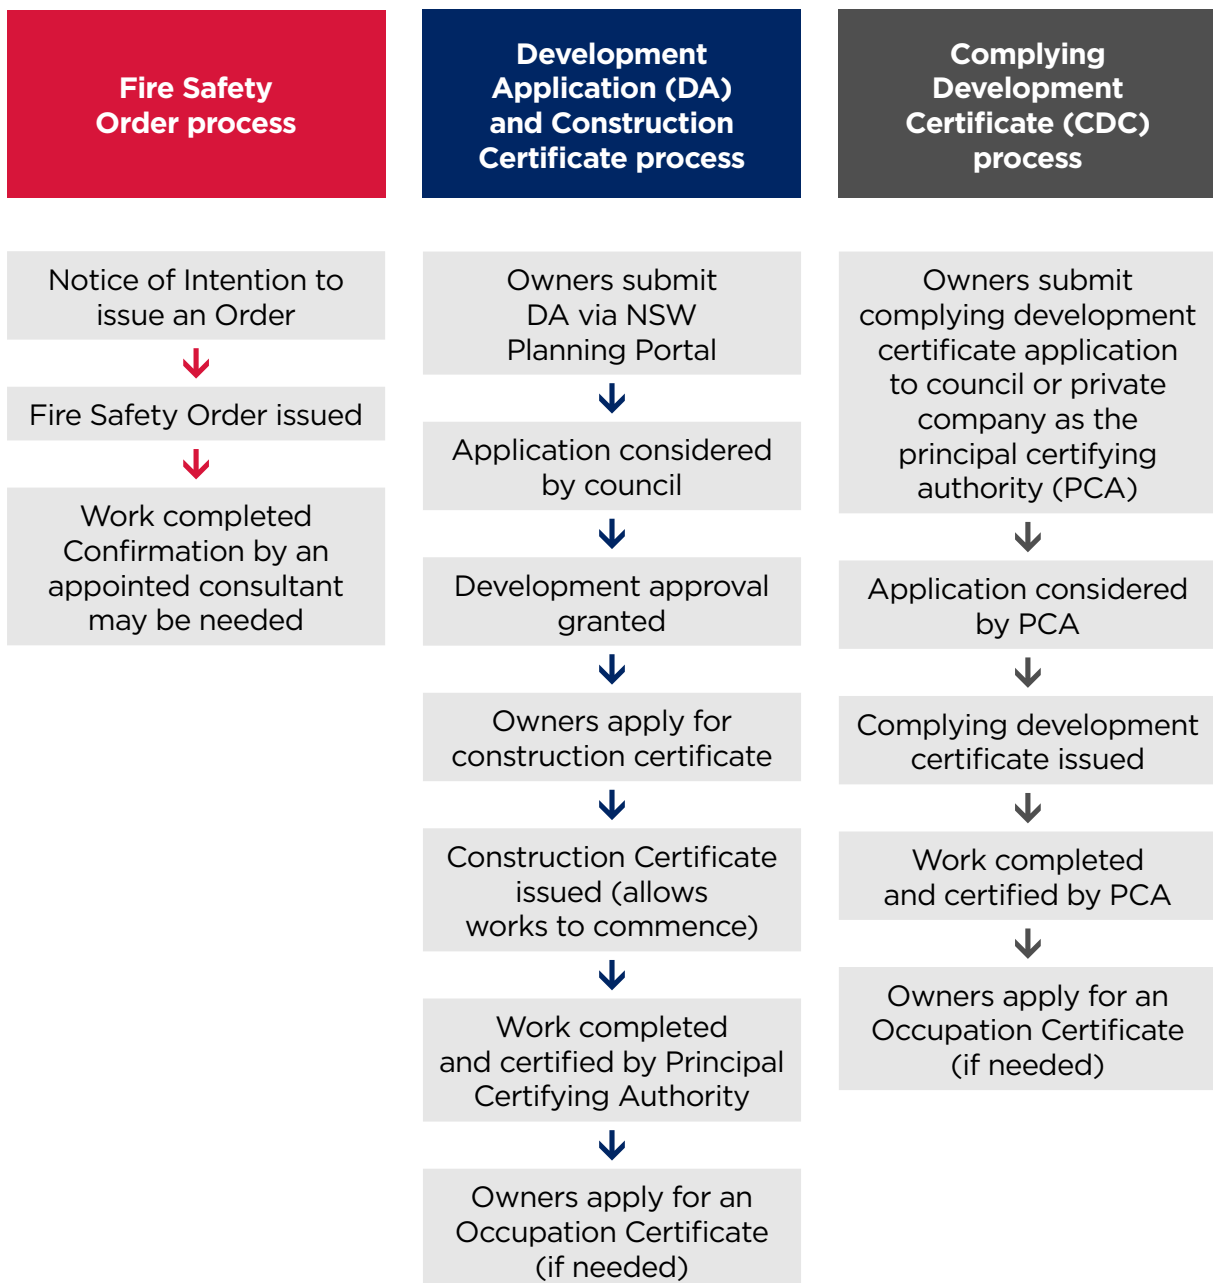 Fire Safety
Order process
Notice of Intention to
issue an Order
Fire Safety Order issued
Work completed
Confirmation by an
appointed consultant
may be needed
Development
Application (DA)
and Construction
Certificate process
Owners submit
DA via NSW
Planning Portal
Application considered
by council
Development approval
granted
Owners apply for
construction certificate
Construction Certificate
issued (allows
works to commence)
Work completed
and certified by Principal
Certifying Authority
Owners apply for an
Occupation Certificate
(if needed)
Complying
Development
Certificate (CDC)
process
Owners submit
complying development
certificate application
to council or private
company as the
principal certifying
authority (PCA)
Application considered
by PCA
Complying development
certificate issued
Work completed
and certified by PCA
Owners apply for an
Occupation Certificate
(if needed)